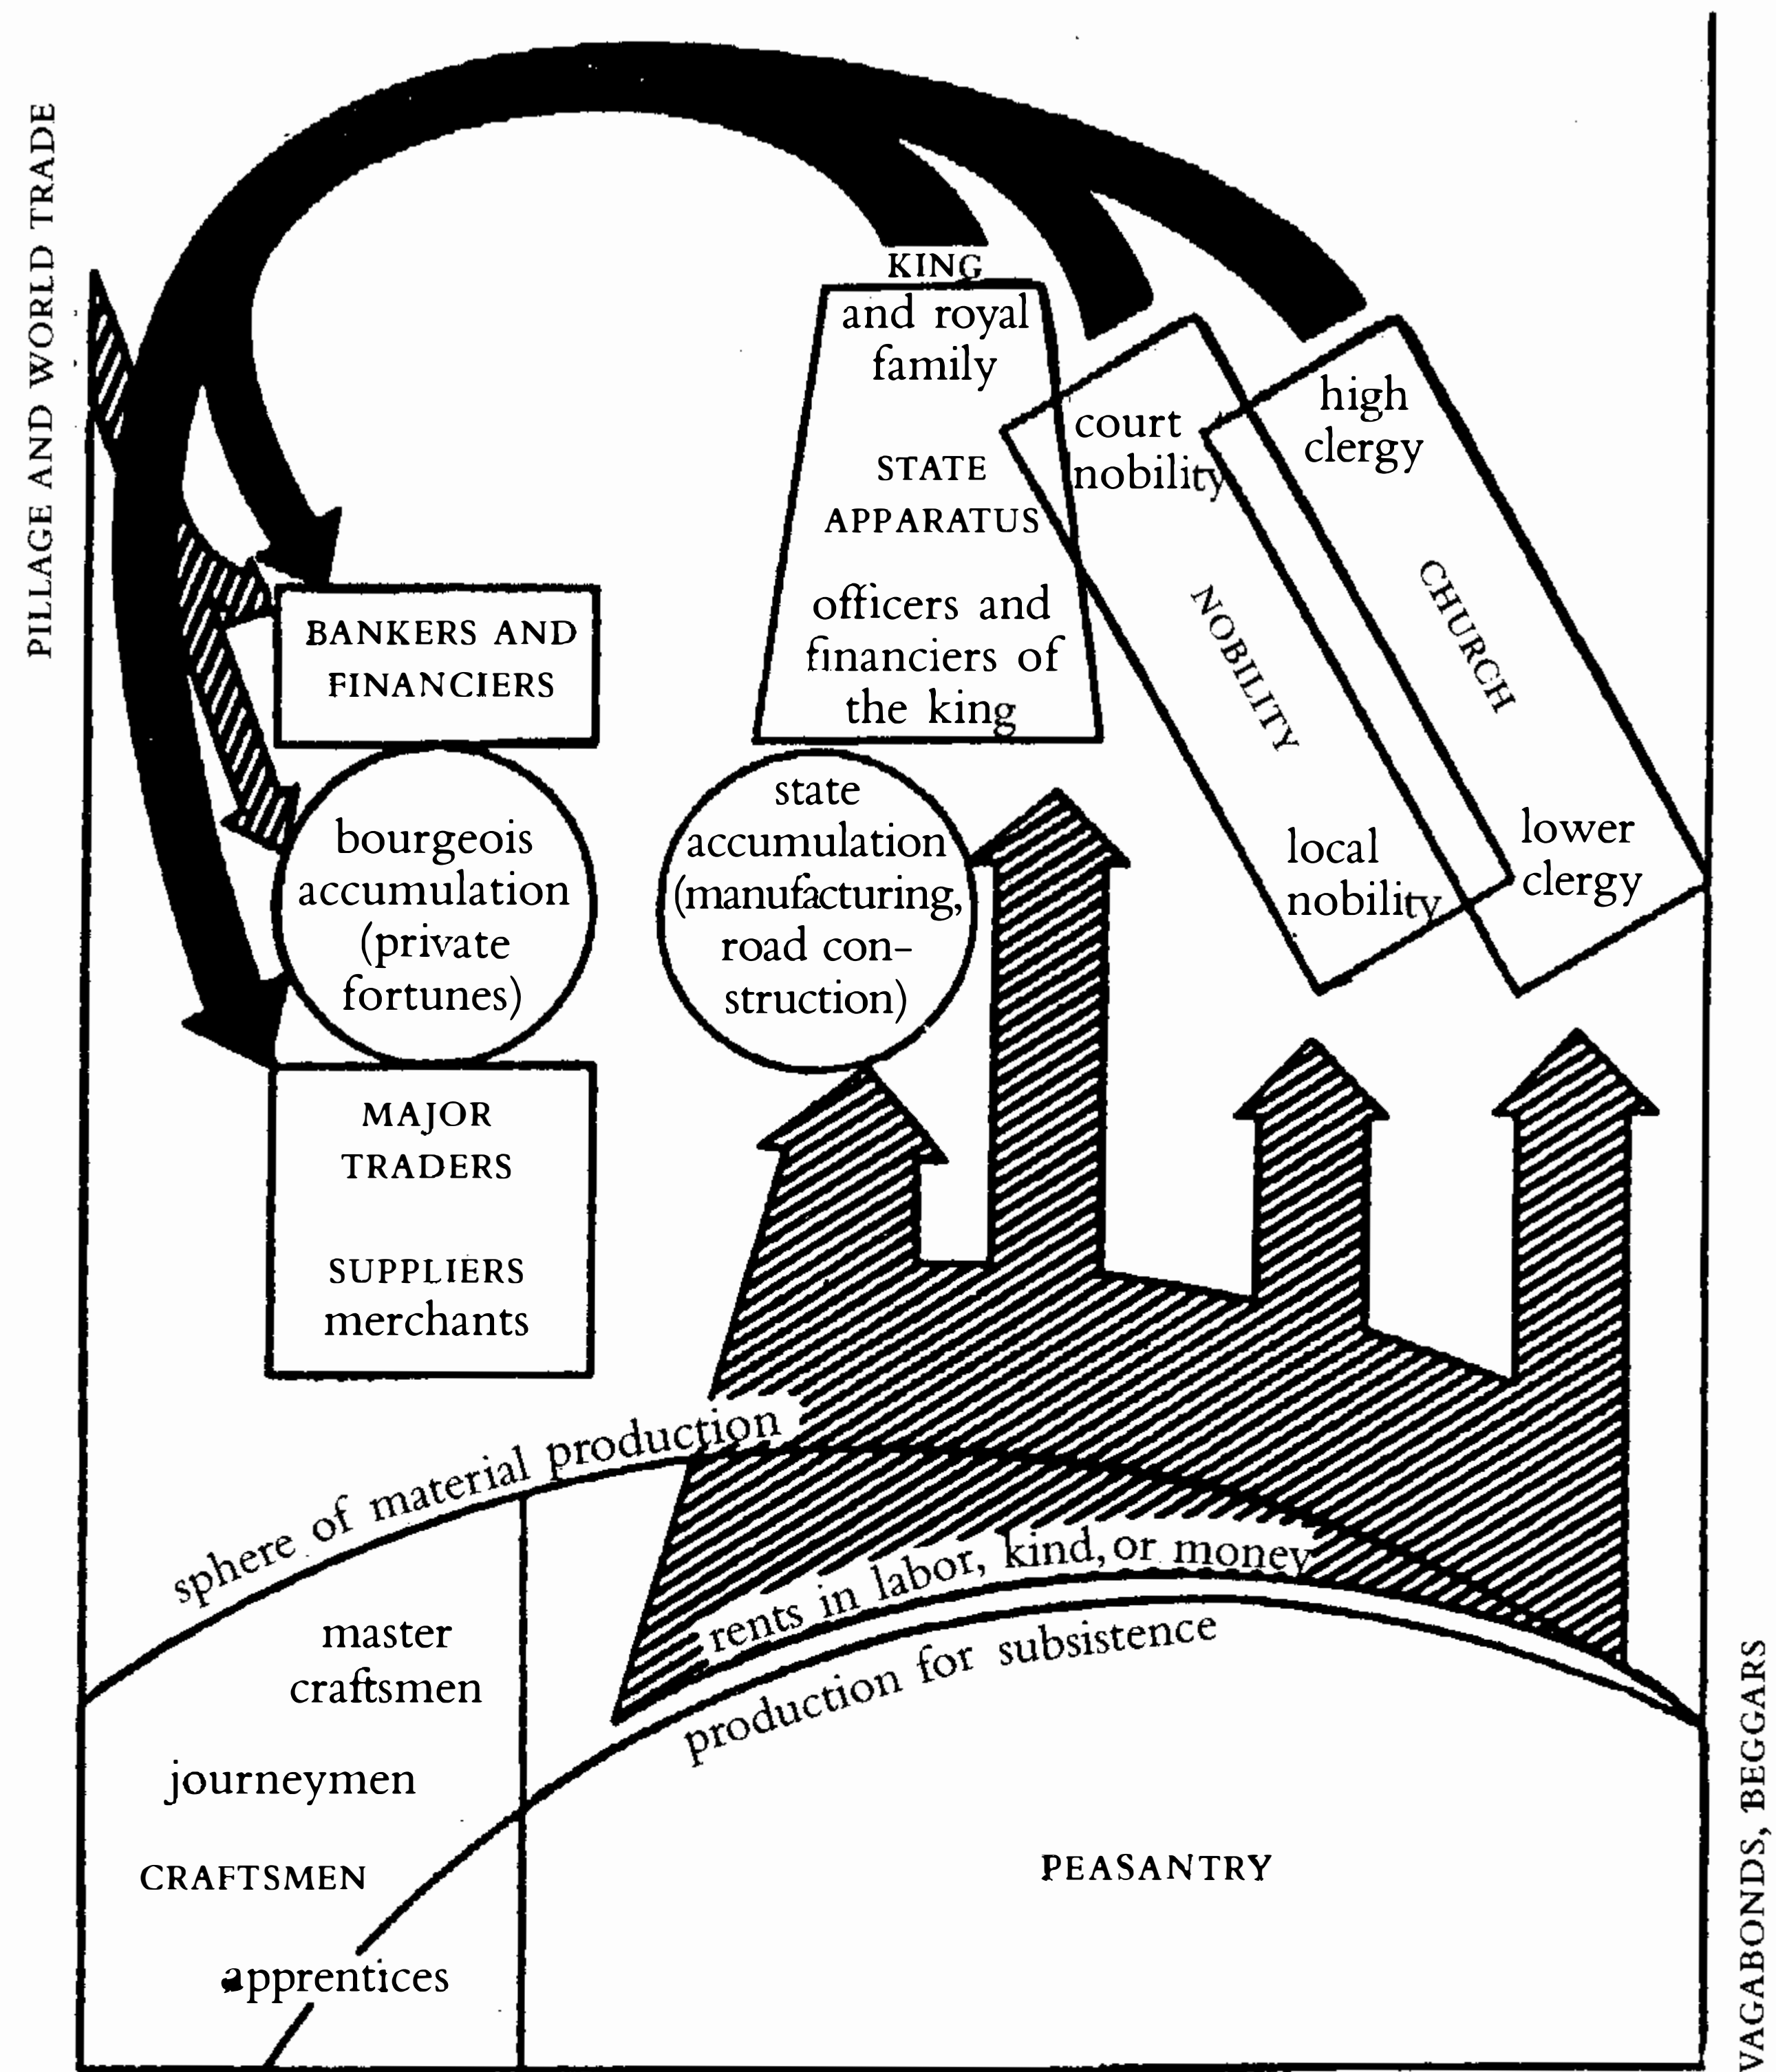 PILLAGE AND WORLD TRADE
KING
and royal
family
STATE
APPARATUS
officers and
financiers of
the king
court
nobility
NOBILITY
local
nobility
high
clergy
CHURCH
lower
clergy
BANKERS AND
FINANCIERS
bourgeois
accumulation
(private
fortunes)
state
accumulation
(manufacturing,
road con-
struction)
MAJOR
TRADERS
SUPPLIERS
merchants
sphere of material production
rents in labor, kind, or money
production for subsistence
master
craftsmen
journeymen
CRAFTSMEN
apprentices
PEASANTRY
VAGABONDS, BEGGARS